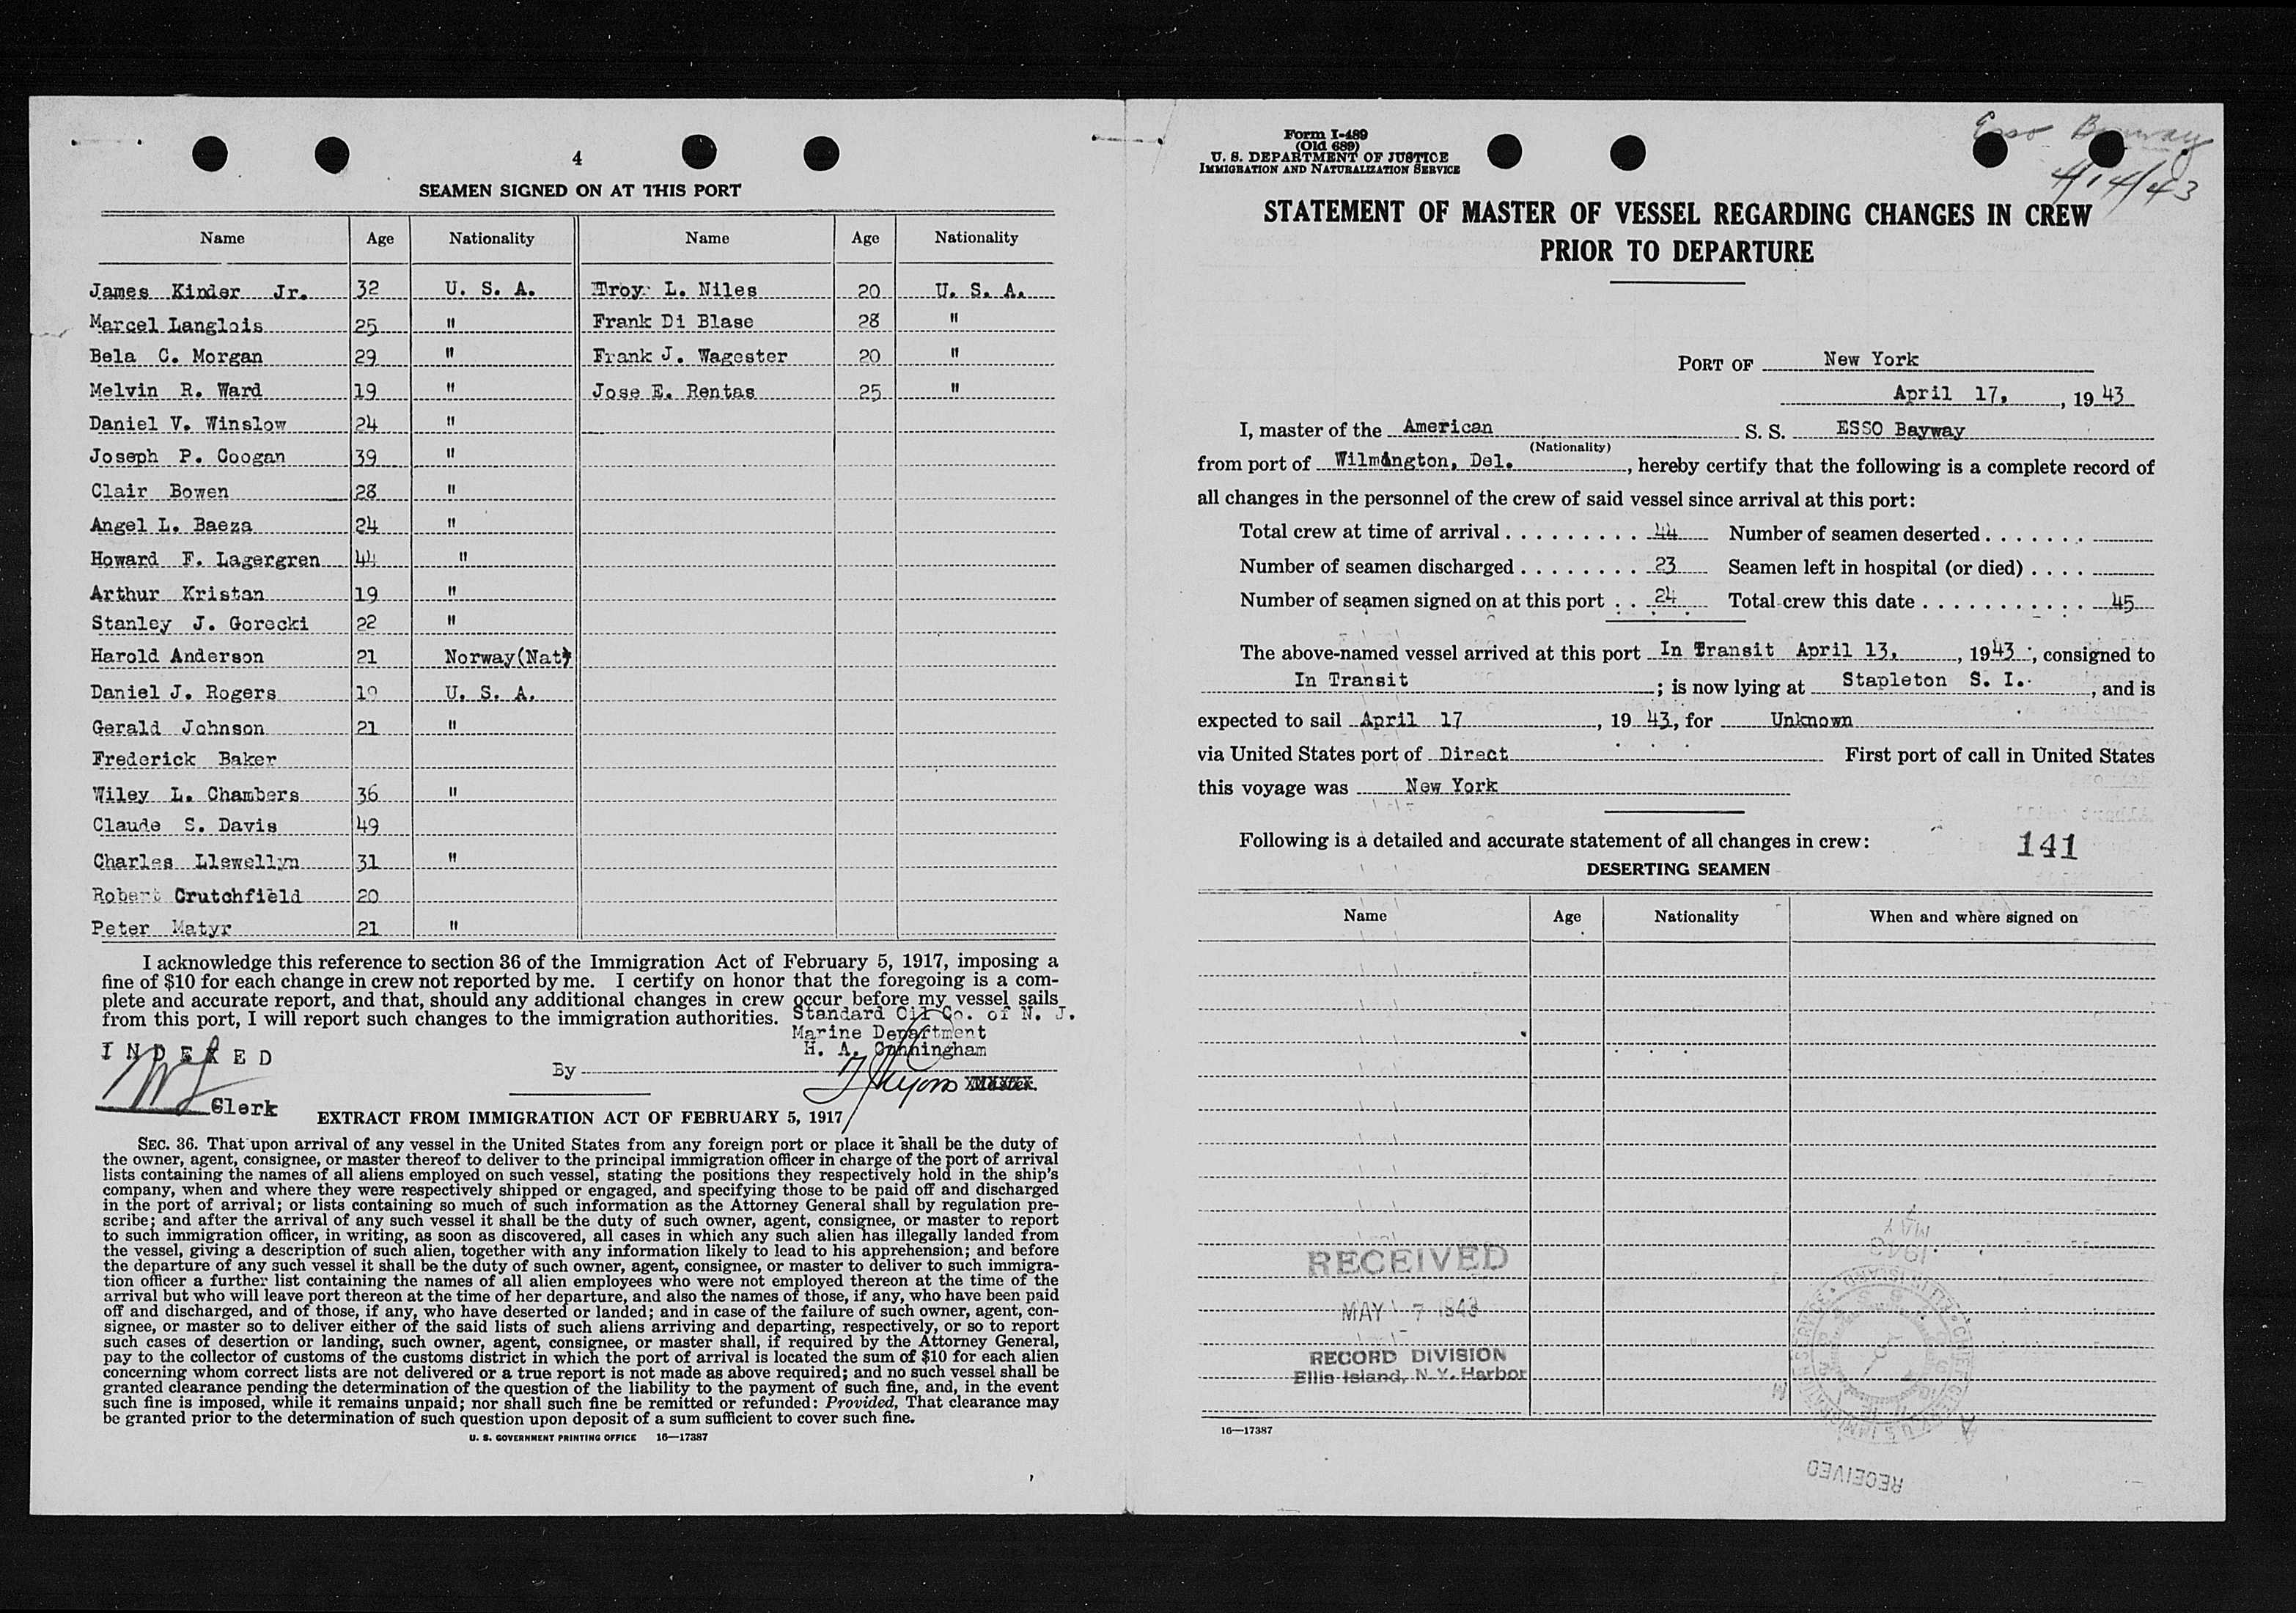 4
SEAMEN SIGNED ON AT THIS PORT
Name Age Nationality Name Age Nationality
James Kinder Jr. 32 U. S. A. Troy L. Niles 20 U. S. A.
Marcel Langlois 25 " Frank Di Blase 28 "
Bela C. Morgan 29 " Frank J. Wagester 20 "
Melvin R. Ward 19 " Jose E. Rentas 25 "
Daniel V. Winslow 24 "
Joseph P. Coogan 39 "
Clair Bowen 28 "
Angel L. Baeza 24 "
Howard F. Lagergren 44 "
Arthur Kristan 19 "
Stanley J. Gorecki 22 "
Harold Anderson 21 Norway(Nat)
Daniel J. Rogers U. S. A.
Gerald Johnson 21 "
Frederick Baker
Wiley L. Chambers 36 "
Claude S. Davis 49
Charles Llewellyn 31 "
Robert Crutchfield 20
Peter Matyr 21 "
I acknowledge this reference to section 36 of the Immigration Act of February 5, 1917, imposing a
fine of $10 for each change in crew not reported by me. I certify on honor that the foregoing is a com-
plete and accurate report, and that, should any additional changes in crew occur before my vessel sails
from this port, I will report such changes to the immigration authorities.
Standard Oil Co. of N. J.
Marine Department
H. A. Cunningham
INDEXED
By
Master.
Clerk
EXTRACT FROM IMMIGRATION ACT OF FEBRUARY 5, 1917
SEC. 36. That upon arrival of any vessel in the United States from any foreign port or place it shall be the duty of
the owner, agent, consignee, or master thereof to deliver to the principal immigration officer in charge of the port of arrival
lists containing the names of all aliens employed on such vessel, stating the positions they respectively hold in the ship's
company, when and where they were respectively shipped or engaged, and specifying those to be paid off and discharged
in the port of arrival; or lists containing so much of such information as the Attorney General shall by regulation pre-
scribe; and after the arrival of any such vessel it shall be the duty of such owner, agent, consignee, or master to report
to such immigration officer, in writing, as soon as discovered, all cases in which any such alien has illegally landed from
the vessel, giving a description of such alien, together with any information likely to lead to his apprehension; and before
the departure of any such vessel it shall be the duty of such owner, agent, consignee, or master to deliver to such immigra-
tion officer a further list containing the names of all alien employees who were not employed thereon at the time of the
arrival but who will leave port thereon at the time of her departure, and also the names of those, if any, who have been paid
off and discharged, and of those, if any, who have deserted or landed; and in case of the failure of such owner, agent, con-
signee, or master so to deliver either of the said lists of such aliens arriving and departing, respectively, or so to report
such cases of desertion or landing, such owner, agent, consignee, or master shall, if required by the Attorney General,
pay to the collector of customs of the customs district in which the port of arrival is located the sum of $10 for each alien
concerning whom correct lists are not delivered or a true report is not made as above required; and no such vessel shall be
granted clearance pending the determination of the question of the liability to the payment of such fine, and, in the event
such fine is imposed, while it remains unpaid; nor shall such fine be remitted or refunded: Provided, That clearance may
be granted prior to the determination of such question upon deposit of a sum sufficient to cover such fine.
U. S. GOVERNMENT PRINTING OFFICE 16—17387
Form I-489
(Old 689)
U. S. DEPARTMENT OF JUSTICE
IMMIGRATION AND NATURALIZATION SERVICE
Esso Bayway
4/14/43
STATEMENT OF MASTER OF VESSEL REGARDING CHANGES IN CREW
PRIOR TO DEPARTURE
PORT OF New York
April 17, , 1943
I, master of the American S. S. ESSO Bayway
(Nationality)
from port of Wilmington, Del. , hereby certify that the following is a complete record of
all changes in the personnel of the crew of said vessel since arrival at this port:
Total crew at time of arrival . . . . . . . . . 44 Number of seamen deserted . . . . . . .
Number of seamen discharged . . . . . . . . 23 Seamen left in hospital (or died) . . . .
Number of seamen signed on at this port . . 24 Total crew this date . . . . . . . . . . . . 45
The above-named vessel arrived at this port In Transit April 13, , 1943 , consigned to
In Transit ; is now lying at Stapleton S. I. , and is
expected to sail April 17 , 1943, for Unknown
via United States port of Direct First port of call in United States
this voyage was New York
Following is a detailed and accurate statement of all changes in crew:
141
DESERTING SEAMEN
Name Age Nationality When and where signed on
RECEIVED
MAY 7 1943
RECORD DIVISION
Ellis Island, N.Y. Harbor
16—17387
RECEIVED